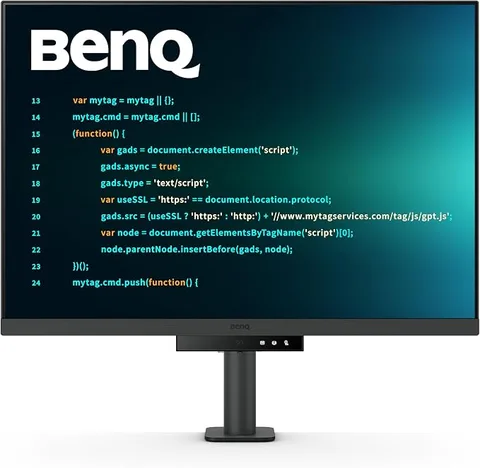 BenQ
13 var mytag = mytag || {};
14 mytag.cmd = mytag.cmd || [];
15 (function() {
16 var gads = document.createElement('script');
17 gads.async = true;
18 gads.type = 'text/script';
19 var useSSL = 'https:' == document.location.protocol;
20 gads.src = (useSSL ? 'https:' : 'http:') + '//www.mytagservices.com/tag/js/gpt.js';
21 var node = document.getElementsByTagName('script')[0];
22 node.parentNode.insertBefore(gads, node);
23 })();
24 mytag.cmd.push(function() {
BenQ